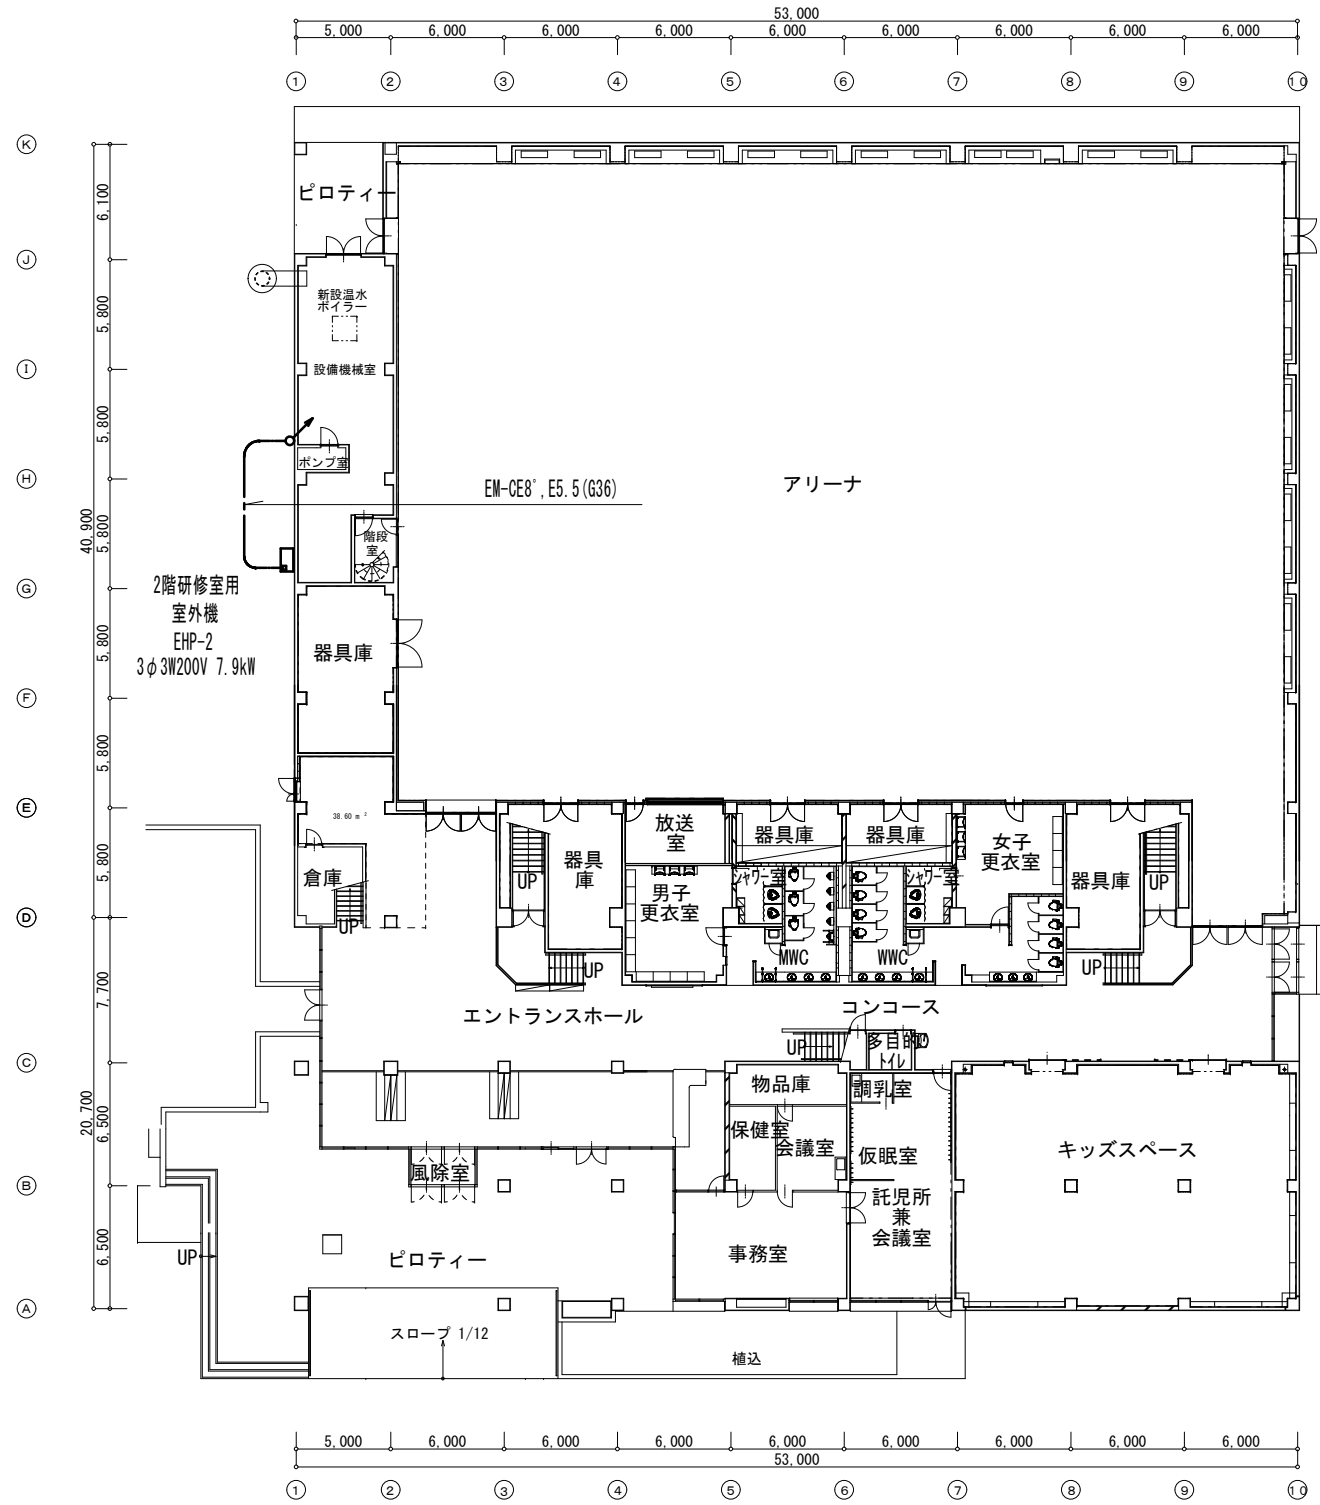 53,000
5,000 6,000 6,000 6,000 6,000 6,000 6,000 6,000 6,000
1 2 3 4 5 6 7 8 9 10
K
6,100
ピロティー
J
5,800
新設温水
ボイラー
I
設備機械室
5,800
ポンプ室
H
EM-CE8°,E5.5(G36)
アリーナ
40,900
5,800
階段
室
G
2階研修室用
室外機
EHP-2
3φ3W200V 7.9kW
5,800
器具庫
F
5,800
E
38.60㎡
5,800
倉庫
UP
UP
器具
庫
放送
室
男子
更衣室
器具庫
器具庫
シャワー室
シャワー室
女子
更衣室
器具庫
UP
D
MWC
WWC
UP
UP
7,700
エントランスホール
コンコース
UP
多目的
トイレ
C
20,700
6,500
物品庫
調乳室
保健室
会議室
仮眠室
キッズスペース
風除室
B
託児所
兼
会議室
UP
6,500
ピロティー
事務室
A
スロープ 1/12
植込
5,000 6,000 6,000 6,000 6,000 6,000 6,000 6,000 6,000
53,000
1 2 3 4 5 6 7 8 9 10